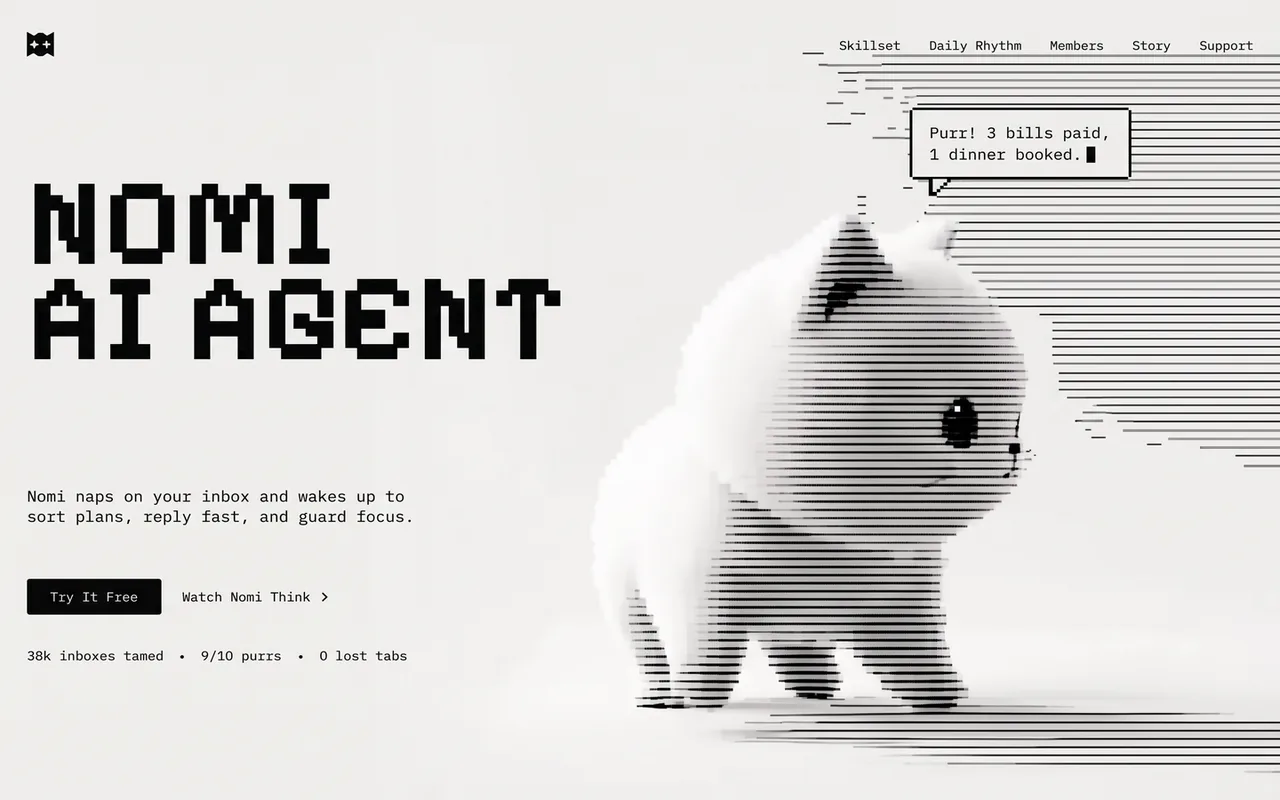 Skillset Daily Rhythm Members Story Support
Purr! 3 bills paid,
1 dinner booked.
NOMI
AI AGENT
Nomi naps on your inbox and wakes up to
sort plans, reply fast, and guard focus.
Try It Free Watch Nomi Think >
38k inboxes tamed • 9/10 purrs • 0 lost tabs